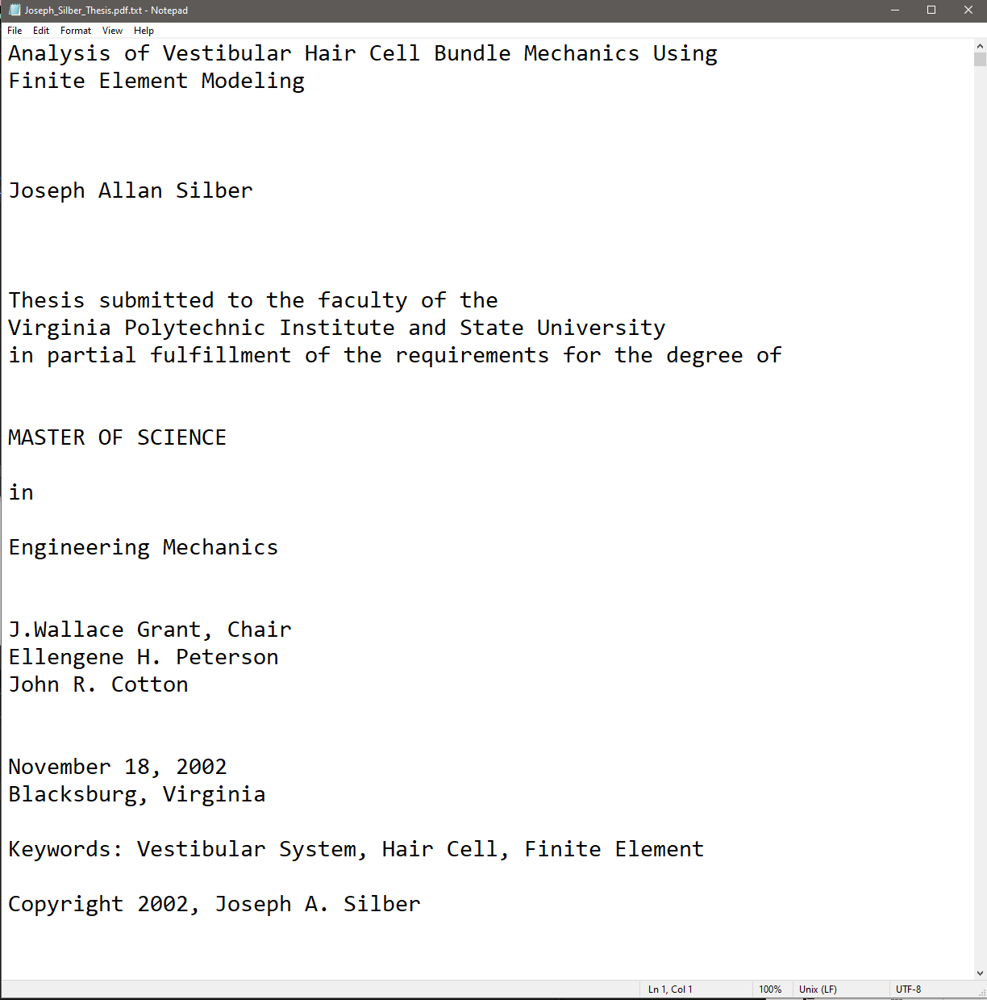 Joseph_Silber_Thesis.pdf.txt - Notepad
File Edit Format View Help
Analysis of Vestibular Hair Cell Bundle Mechanics Using
Finite Element Modeling
Joseph Allan Silber
Thesis submitted to the faculty of the
Virginia Polytechnic Institute and State University
in partial fulfillment of the requirements for the degree of
MASTER OF SCIENCE
in
Engineering Mechanics
J.Wallace Grant, Chair
Ellengene H. Peterson
John R. Cotton
November 18, 2002
Blacksburg, Virginia
Keywords: Vestibular System, Hair Cell, Finite Element
Copyright 2002, Joseph A. Silber
Ln 1, Col 1 100% Unix (LF) UTF-8